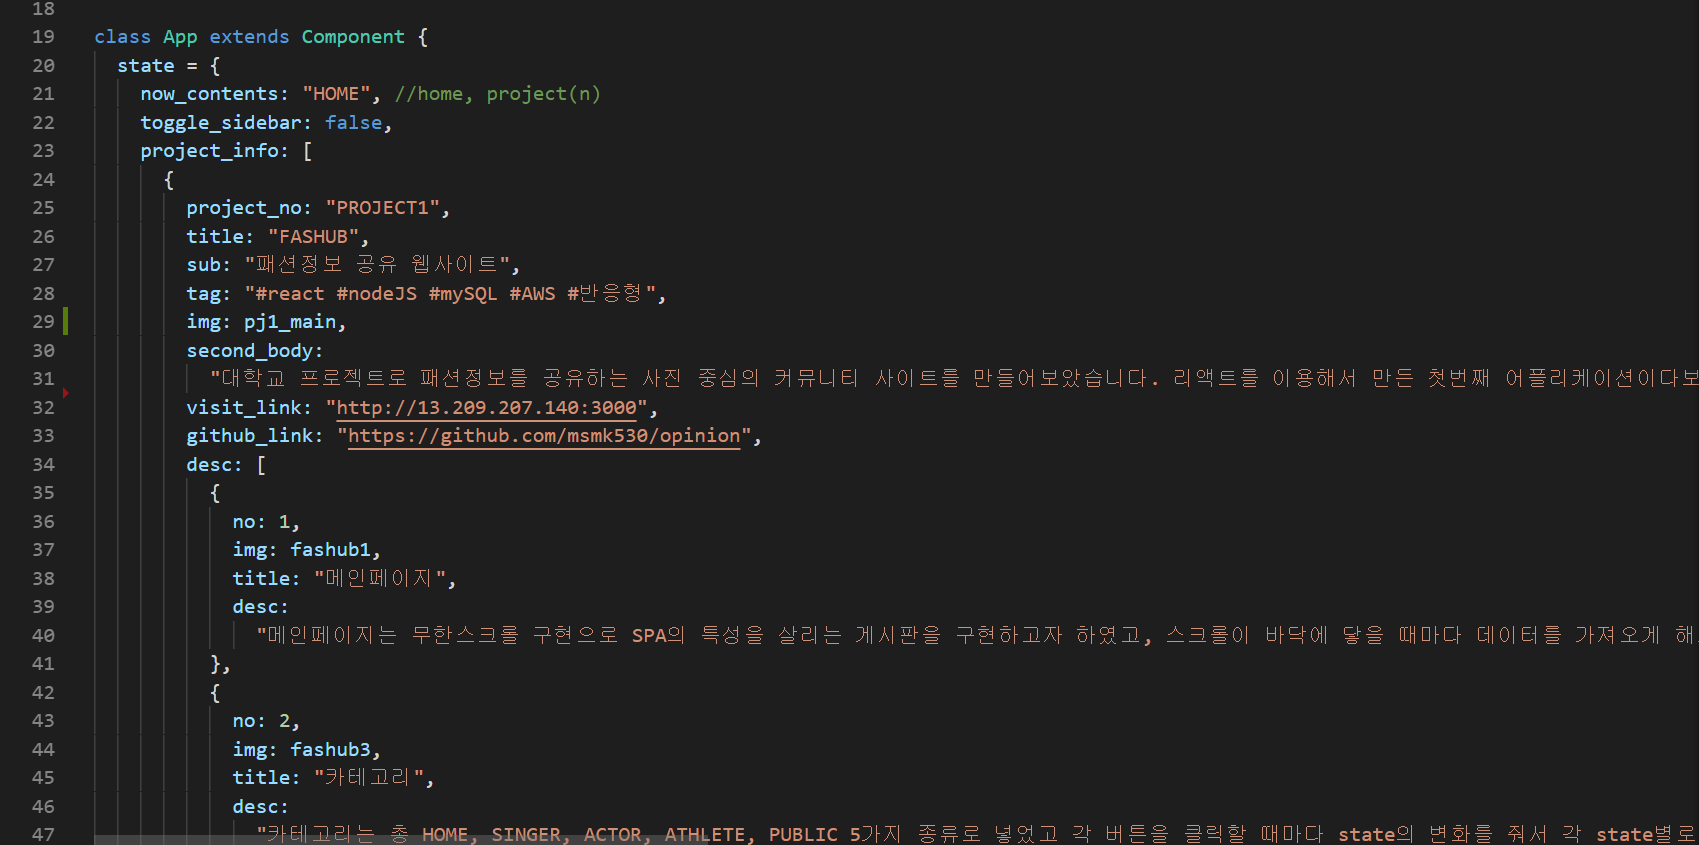 18
19 class App extends Component {
20 state = {
21 now_contents: "HOME", //home, project(n)
22 toggle_sidebar: false,
23 project_info: [
24 {
25 project_no: "PROJECT1",
26 title: "FASHUB",
27 sub: "패션정보 공유 웹사이트",
28 tag: "#react #nodeJS #mySQL #AWS #반응형",
29 img: pj1_main,
30 second_body:
31 "대학교 프로젝트로 패션정보를 공유하는 사진 중심의 커뮤니티 사이트를 만들어보았습니다. 리액트를 이용해서 만든 첫번째 어플리케이션이다보
32 visit_link: "http://13.209.207.140:3000",
33 github_link: "https://github.com/msmk530/opinion",
34 desc: [
35 {
36 no: 1,
37 img: fashub1,
38 title: "메인페이지",
39 desc:
40 "메인페이지는 무한스크롤 구현으로 SPA의 특성을 살리는 게시판을 구현하고자 하였고, 스크롤이 바닥에 닿을 때마다 데이터를 가져오게 해
41 },
42 {
43 no: 2,
44 img: fashub3,
45 title: "카테고리",
46 desc:
47 "카테고리는 총 HOME, SINGER, ACTOR, ATHLETE, PUBLIC 5가지 종류로 넣었고 각 버튼을 클릭할 때마다 state의 변화를 줘서 각 state별로